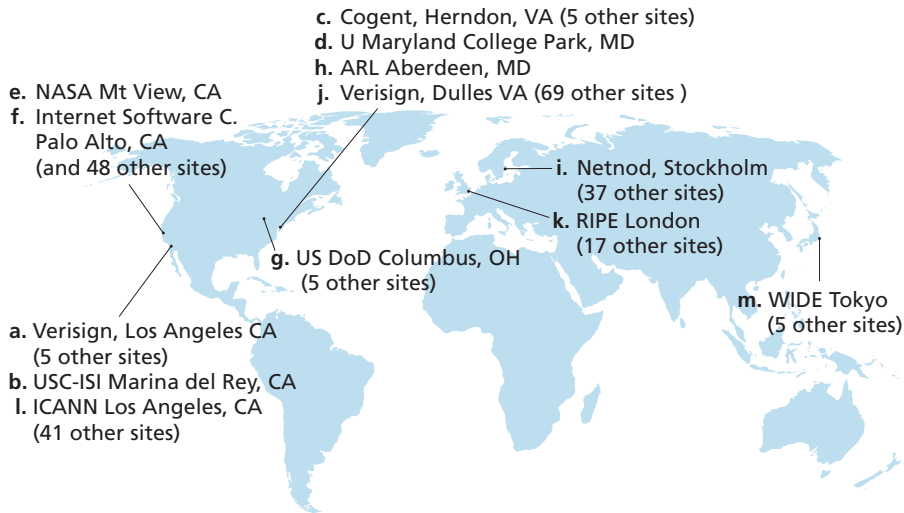 c. Cogent, Herndon, VA (5 other sites)
d. U Maryland College Park, MD
h. ARL Aberdeen, MD
j. Verisign, Dulles VA (69 other sites )
e. NASA Mt View, CA
f. Internet Software C.
Palo Alto, CA
(and 48 other sites)
i. Netnod, Stockholm
(37 other sites)
k. RIPE London
(17 other sites)
g. US DoD Columbus, OH
(5 other sites)
m. WIDE Tokyo
(5 other sites)
a. Verisign, Los Angeles CA
(5 other sites)
b. USC-ISI Marina del Rey, CA
l. ICANN Los Angeles, CA
(41 other sites)